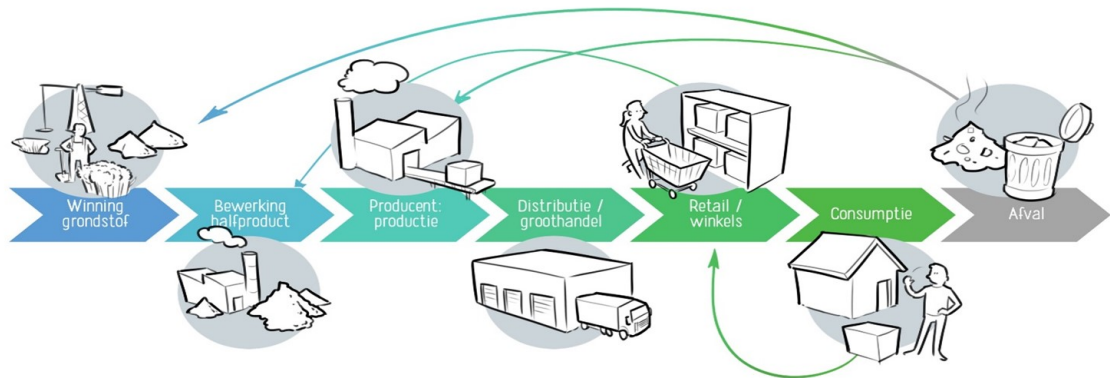 Winning
grondstof
Bewerking
halfproduct
Producent:
productie
Distributie /
groothandel
Retail /
winkels
Consumptie
Afval